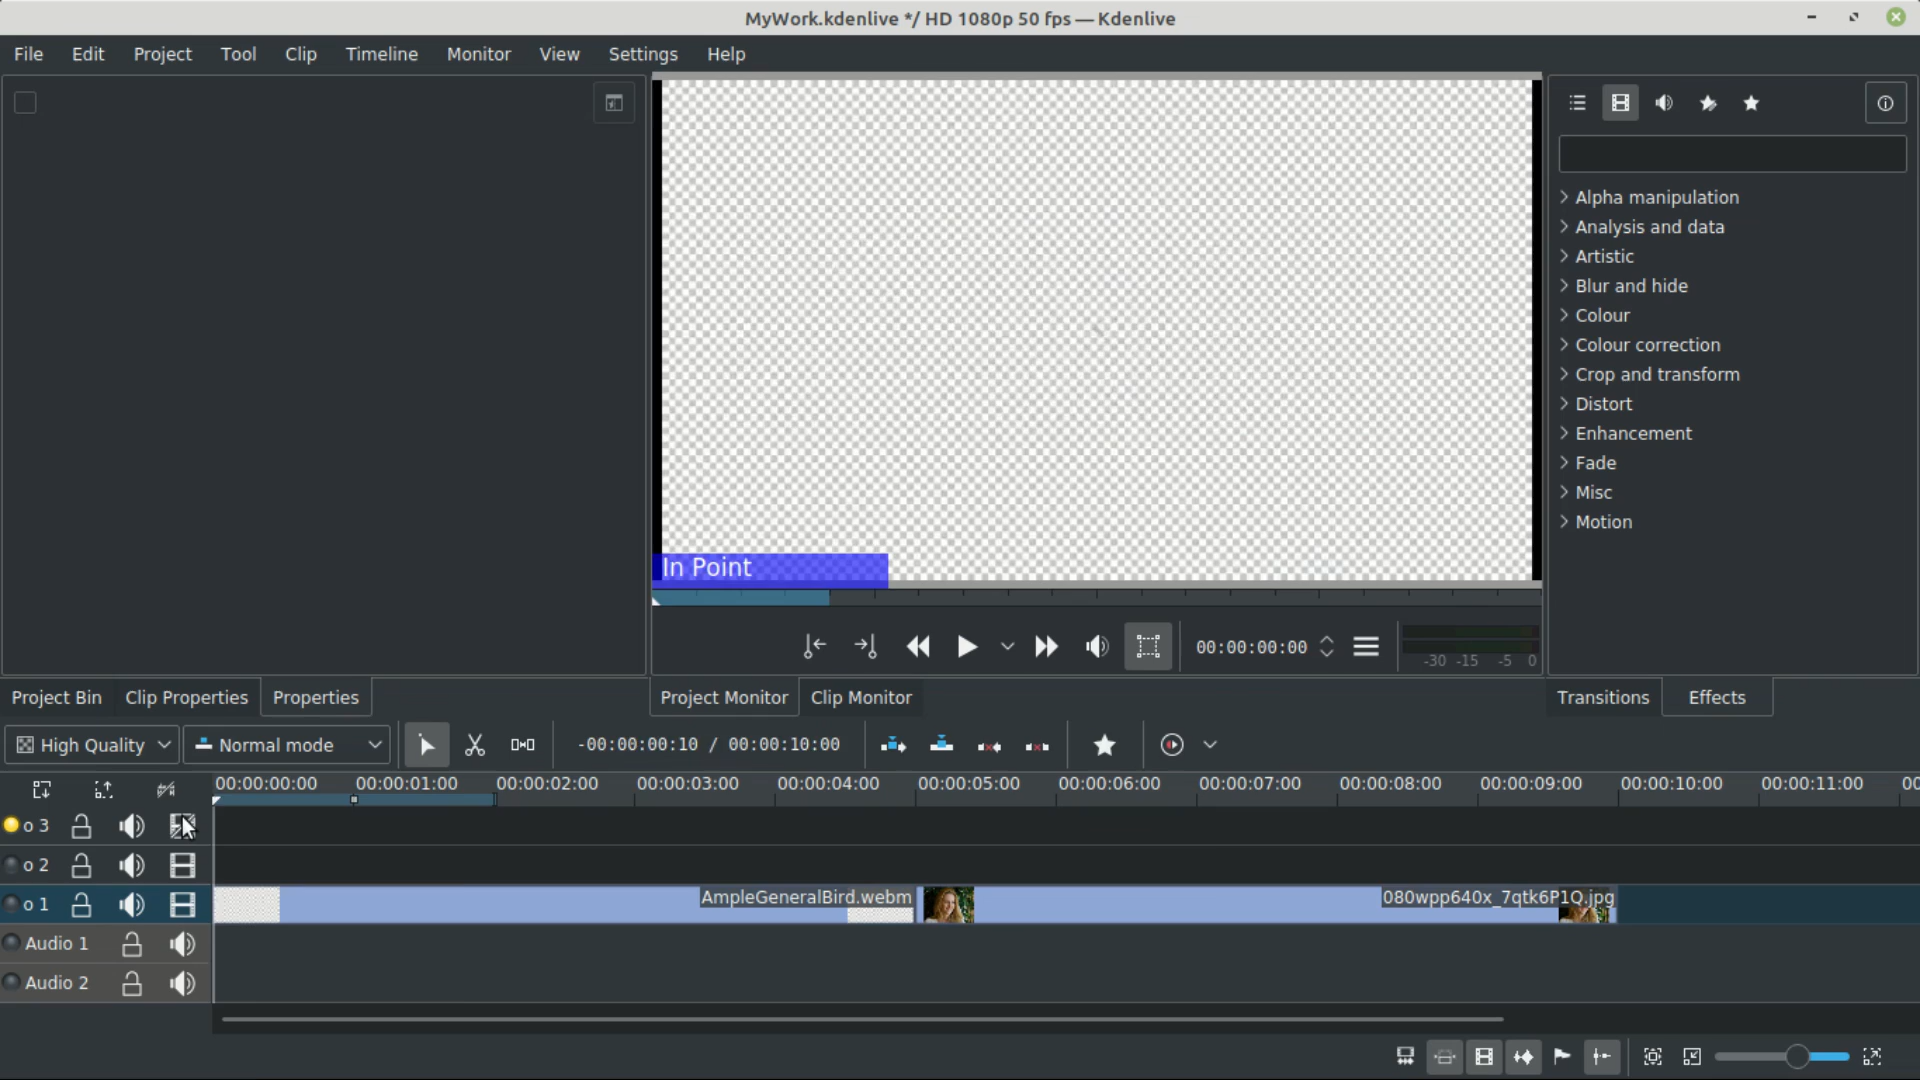 MyWork.kdenlive */ HD 1080p 50 fps — Kdenlive
File Edit Project Tool Clip Timeline Monitor View Settings Help
Alpha manipulation
Analysis and data
Artistic
Blur and hide
Colour
Colour correction
Crop and transform
Distort
Enhancement
Fade
Misc
Motion
In Point
00:00:00:00
-30 -15 -5 0
Project Bin Clip Properties Properties
Project Monitor Clip Monitor
Transitions Effects
High Quality Normal mode -00:00:00:10 / 00:00:10:00
00:00:00:00 00:00:01:00 00:00:02:00 00:00:03:00 00:00:04:00 00:00:05:00 00:00:06:00 00:00:07:00 00:00:08:00 00:00:09:00 00:00:10:00 00:00:11:00 00
o 3
o 2
o 1
AmpleGeneralBird.webm 080wpp640x_7qtk6P1Q.jpg
Audio 1
Audio 2